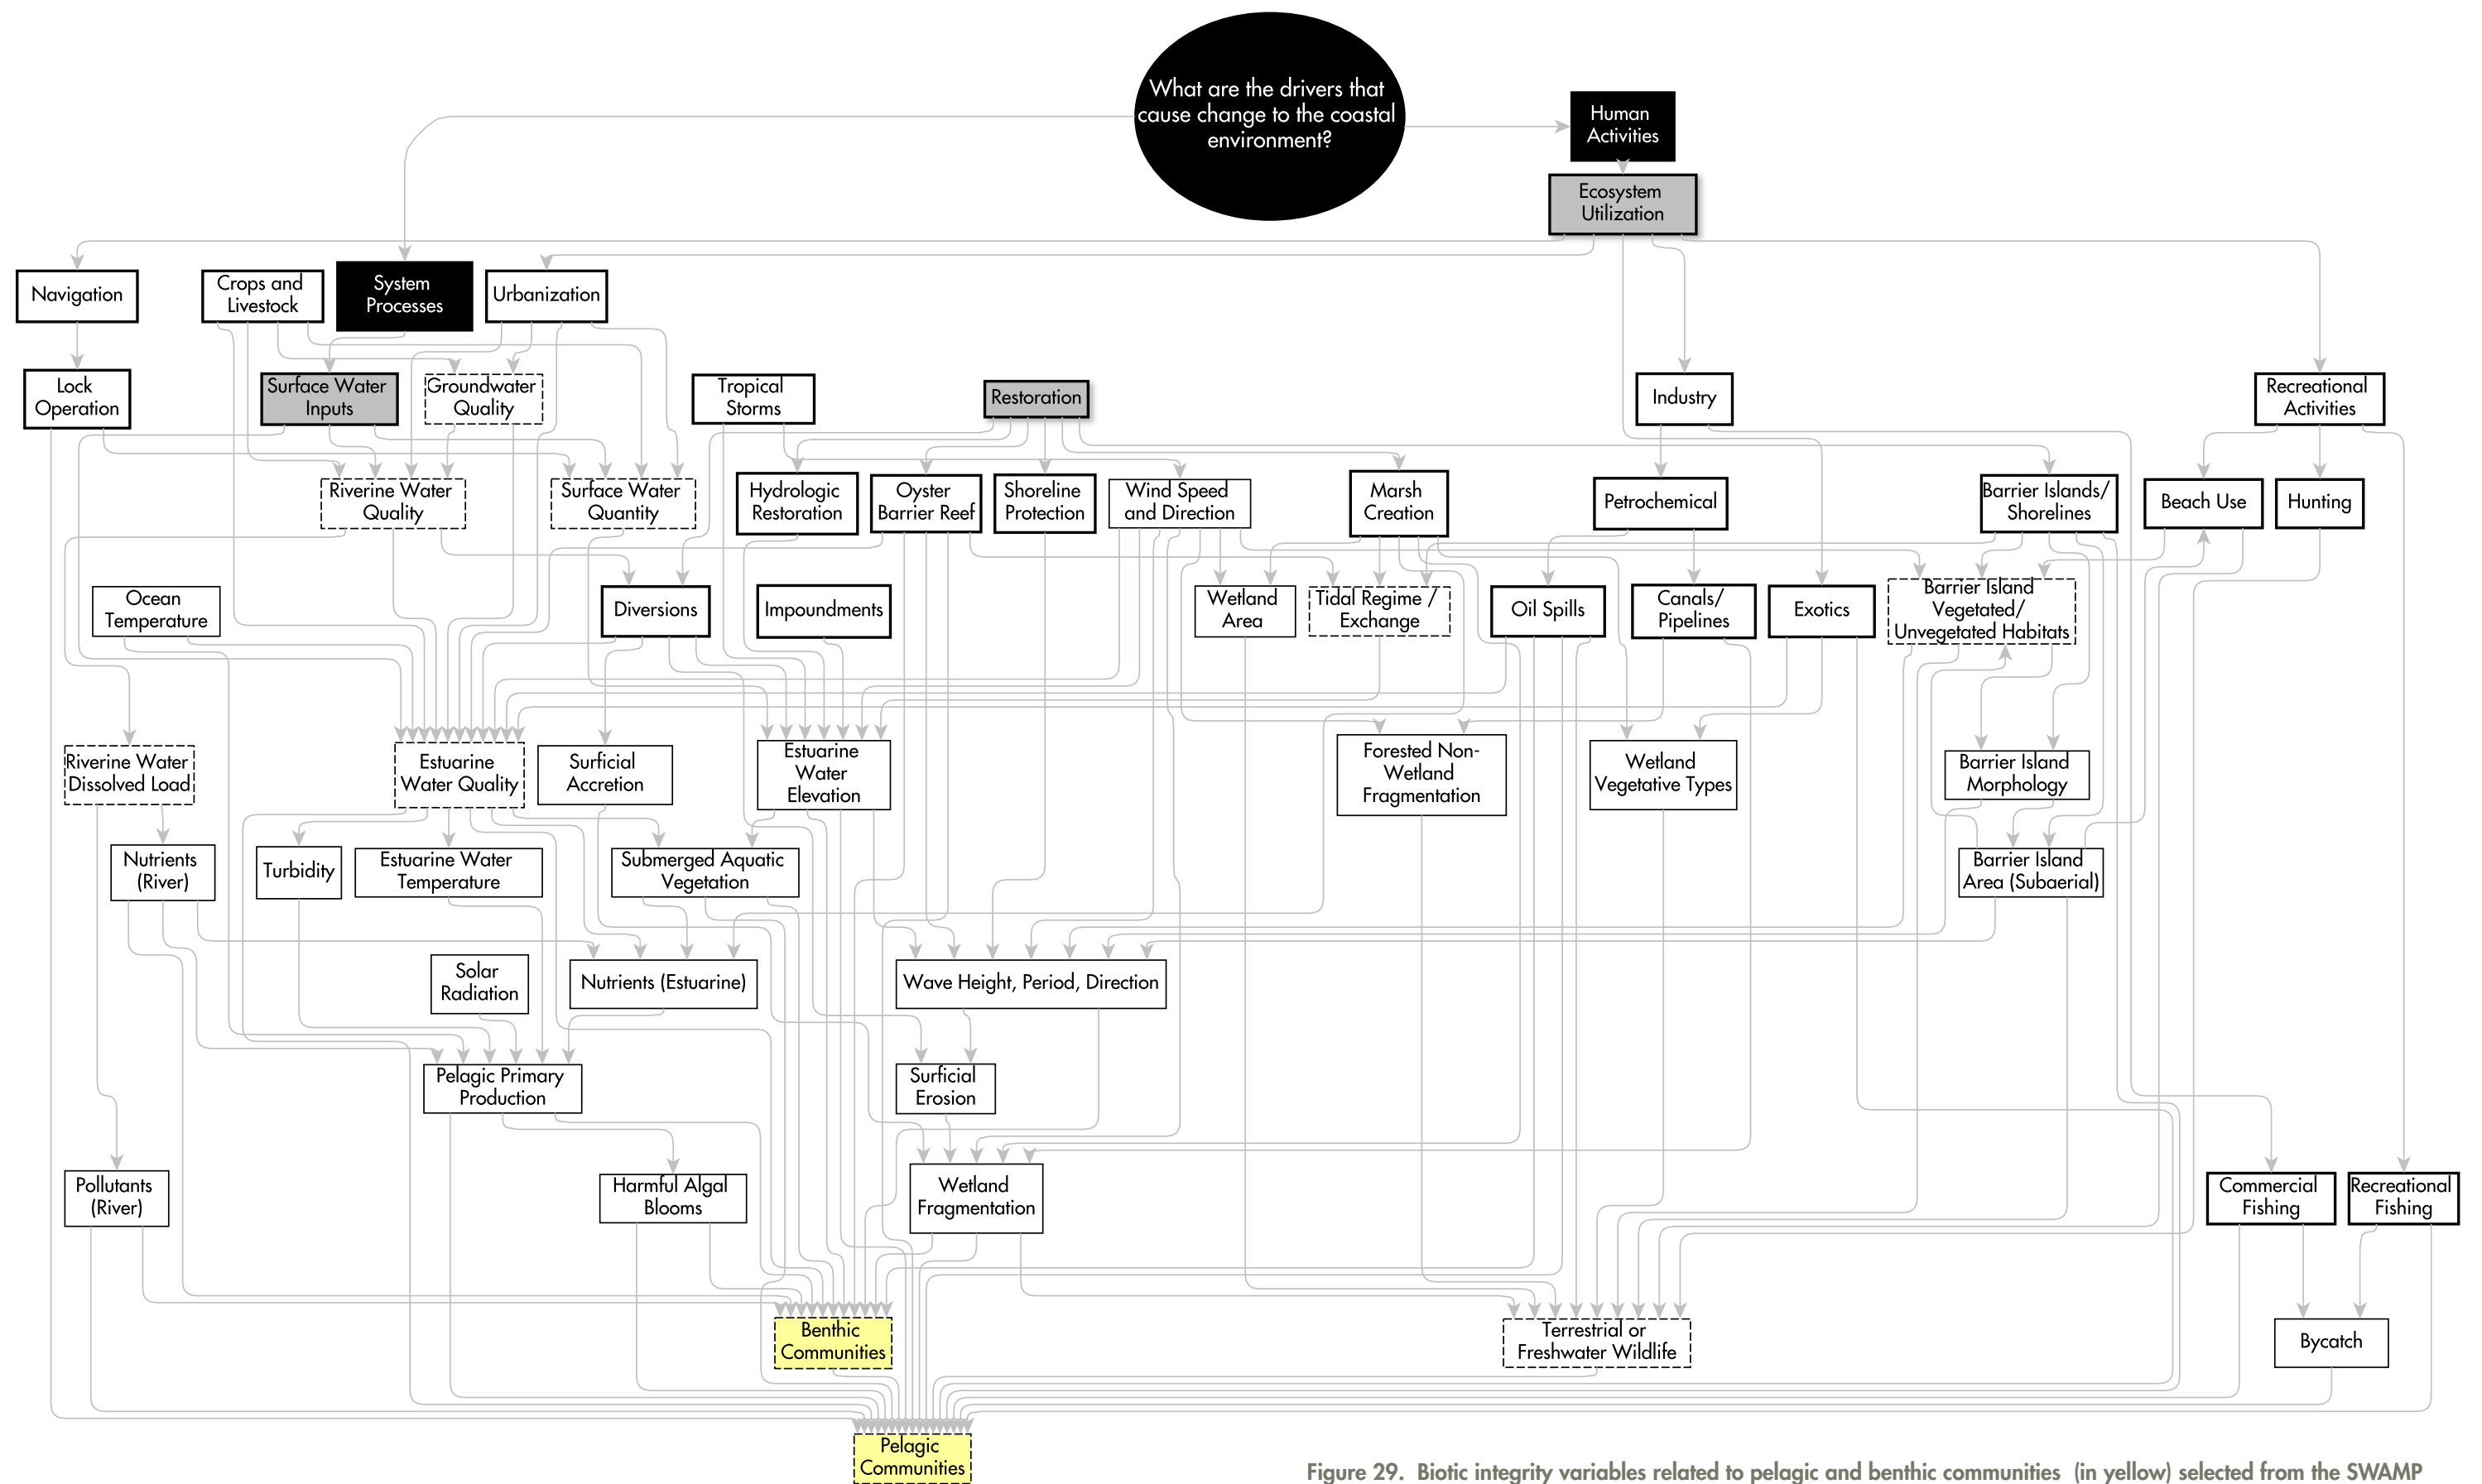 What are the drivers that
cause change to the coastal
environment?
Human
Activities
Ecosystem
Utilization
Navigation
Crops and
Livestock
System
Processes
Urbanization
Lock
Operation
Surface Water
Inputs
Groundwater
Quality
Tropical
Storms
Restoration
Industry
Recreational
Activities
Riverine Water
Quality
Surface Water
Quantity
Hydrologic
Restoration
Oyster
Barrier Reef
Shoreline
Protection
Wind Speed
and Direction
Marsh
Creation
Petrochemical
Barrier Islands/
Shorelines
Beach Use
Hunting
Ocean
Temperature
Diversions
Impoundments
Wetland
Area
Tidal Regime /
Exchange
Oil Spills
Canals/
Pipelines
Exotics
Barrier Island
Vegetated/
Unvegetated Habitats
Riverine Water
Dissolved Load
Estuarine
Water Quality
Surficial
Accretion
Estuarine
Water
Elevation
Forested Non-
Wetland
Fragmentation
Wetland
Vegetative Types
Barrier Island
Morphology
Nutrients
(River)
Turbidity
Estuarine Water
Temperature
Submerged Aquatic
Vegetation
Barrier Island
Area (Subaerial)
Solar
Radiation
Nutrients (Estuarine)
Wave Height, Period, Direction
Pelagic Primary
Production
Surficial
Erosion
Pollutants
(River)
Harmful Algal
Blooms
Wetland
Fragmentation
Commercial
Fishing
Recreational
Fishing
Benthic
Communities
Terrestrial or
Freshwater Wildlife
Bycatch
Pelagic
Communities
Figure 29. Biotic integrity variables related to pelagic and benthic communities (in yellow) selected from the SWAMP